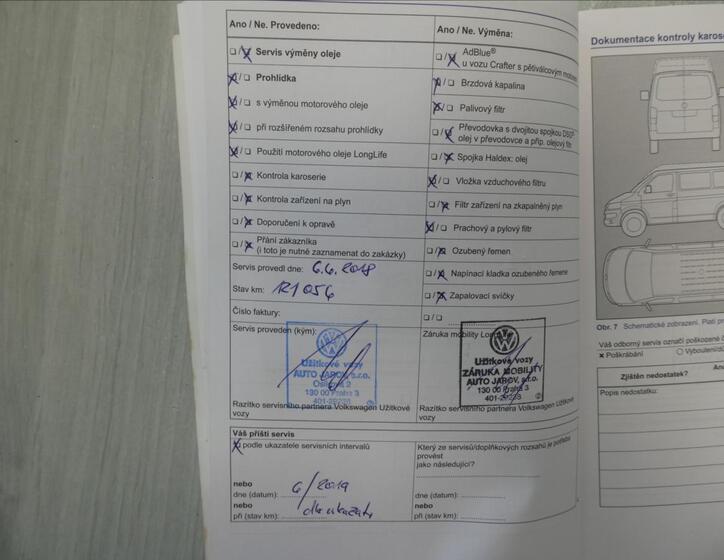 Ano / Ne. Provedeno:
❏/❏ Servis výměny oleje
❏/❏ Prohlídka
❏/❏ s výměnou motorového oleje
❏/❏ při rozšířeném rozsahu prohlídky
❏/❏ Použití motorového oleje LongLife
❏/❏ Kontrola karoserie
❏/❏ Kontrola zařízení na plyn
❏/❏ Doporučení k opravě
❏/❏ Přání zákazníka
(i toto je nutné zaznamenat do zakázky)
Servis provedl dne: 6.6.2018
Stav km: 121056
Číslo faktury:
Servis proveden (kým):
Užitkové vozy
AUTO JAROV, s.r.o.
130 00 Praha 3
Razítko servisního partnera Volkswagen Užitkové
vozy
Ano / Ne. Výměna:
❏/❏ AdBlue®
u vozu Crafter s pětiválcovým
❏/❏ Brzdová kapalina
❏/❏ Palivový filtr
❏/❏ Převodovka s dvojitou spojkou DSG®
olej v převodovce a příp. olejový filtr
❏/❏ Spojka Haldex: olej
❏/❏ Vložka vzduchového filtru
❏/❏ Filtr zařízení na zkapalněný plyn
❏/❏ Prachový a pylový filtr
❏/❏ Ozubený řemen
❏/❏ Napínací kladka ozubeného řemene
❏/❏ Zapalovací svíčky
❏/❏
Záruka mobility
Užitkové vozy
ZÁRUKA MOBILITY
AUTO JAROV, s.r.o.
130 00 Praha 3
Razítko servisního partnera Volkswagen Užitkové
vozy
Váš příští servis
❏ podle ukazatele servisních intervalů
nebo
dne (datum): 6/2019
nebo
při (stav km): dle ukazat.
Který ze servisů/doplňkových rozsahů je potřeba
provést
jako následující?
nebo
dne (datum):
nebo
při (stav km):
Dokumentace kontroly karose
Obr. 7 Schematické zobrazení. Platí pr
Váš odborný servis označí poškozené č
× Poškrábání ○ Vyboulení
Zjištěn nedostatek? An
Popis nedostatku: